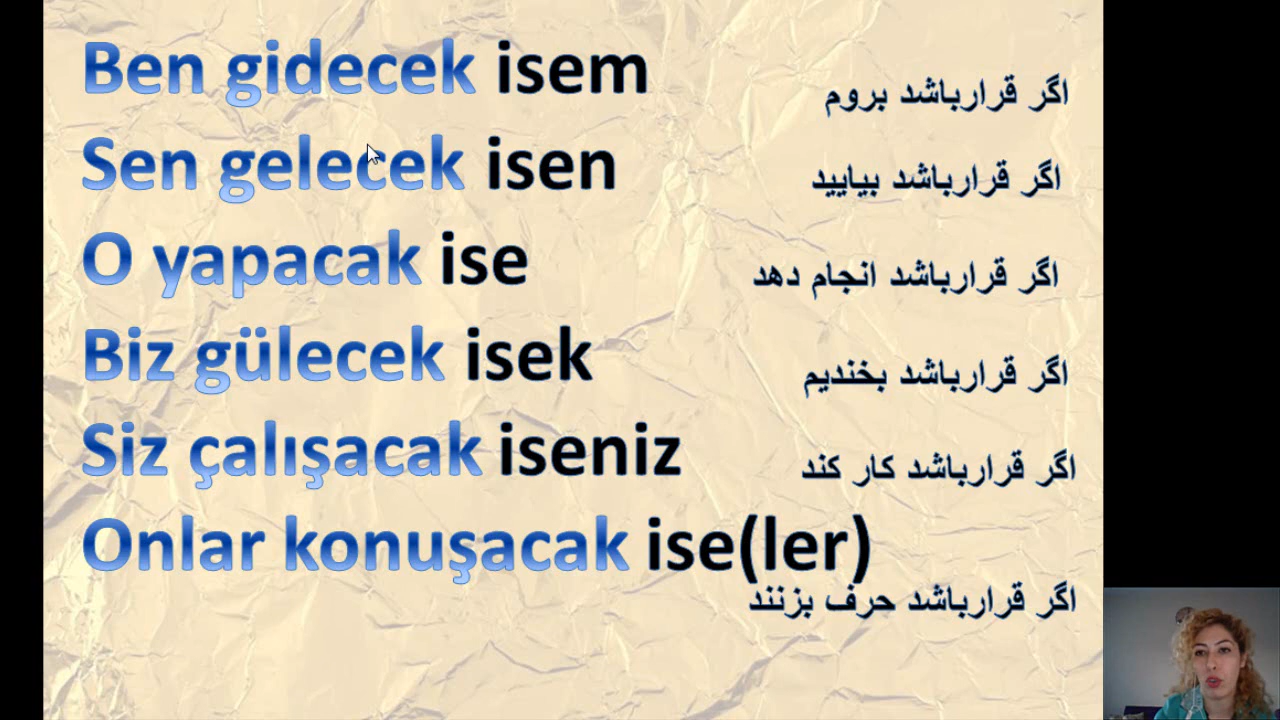 Ben gidecek isem
اگر قرارباشد بروم
Sen gelecek isen
اگر قرارباشد بیایید
O yapacak ise
اگر قرارباشد انجام دهد
Biz gülecek isek
اگر قرارباشد بخندیم
Siz çalışacak iseniz
اگر قرارباشد کار کند
Onlar konuşacak ise(ler)
اگر قرارباشد حرف بزنند